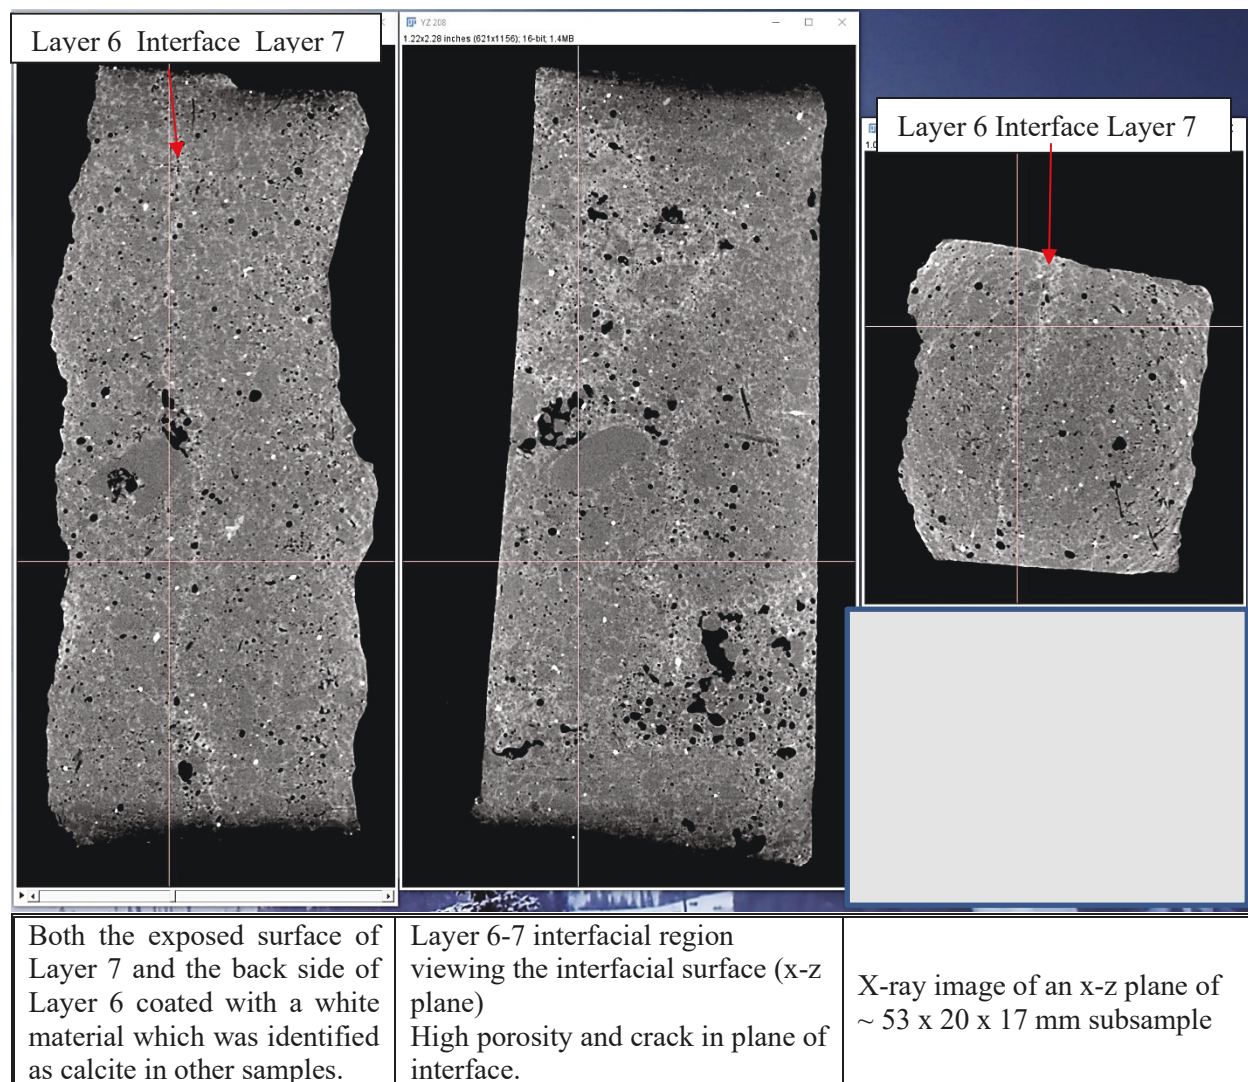 Layer 6 Interface Layer 7
YZ 208
1.22x2.28 inches (621x1156); 16-bit; 1.4MB
Layer 6 Interface Layer 7
1.0
Both the exposed surface of
Layer 7 and the back side of
Layer 6 coated with a white
material which was identified
as calcite in other samples.
Layer 6-7 interfacial region
viewing the interfacial surface (x-z
plane)
High porosity and crack in plane of
interface.
X-ray image of an x-z plane of
~ 53 x 20 x 17 mm subsample